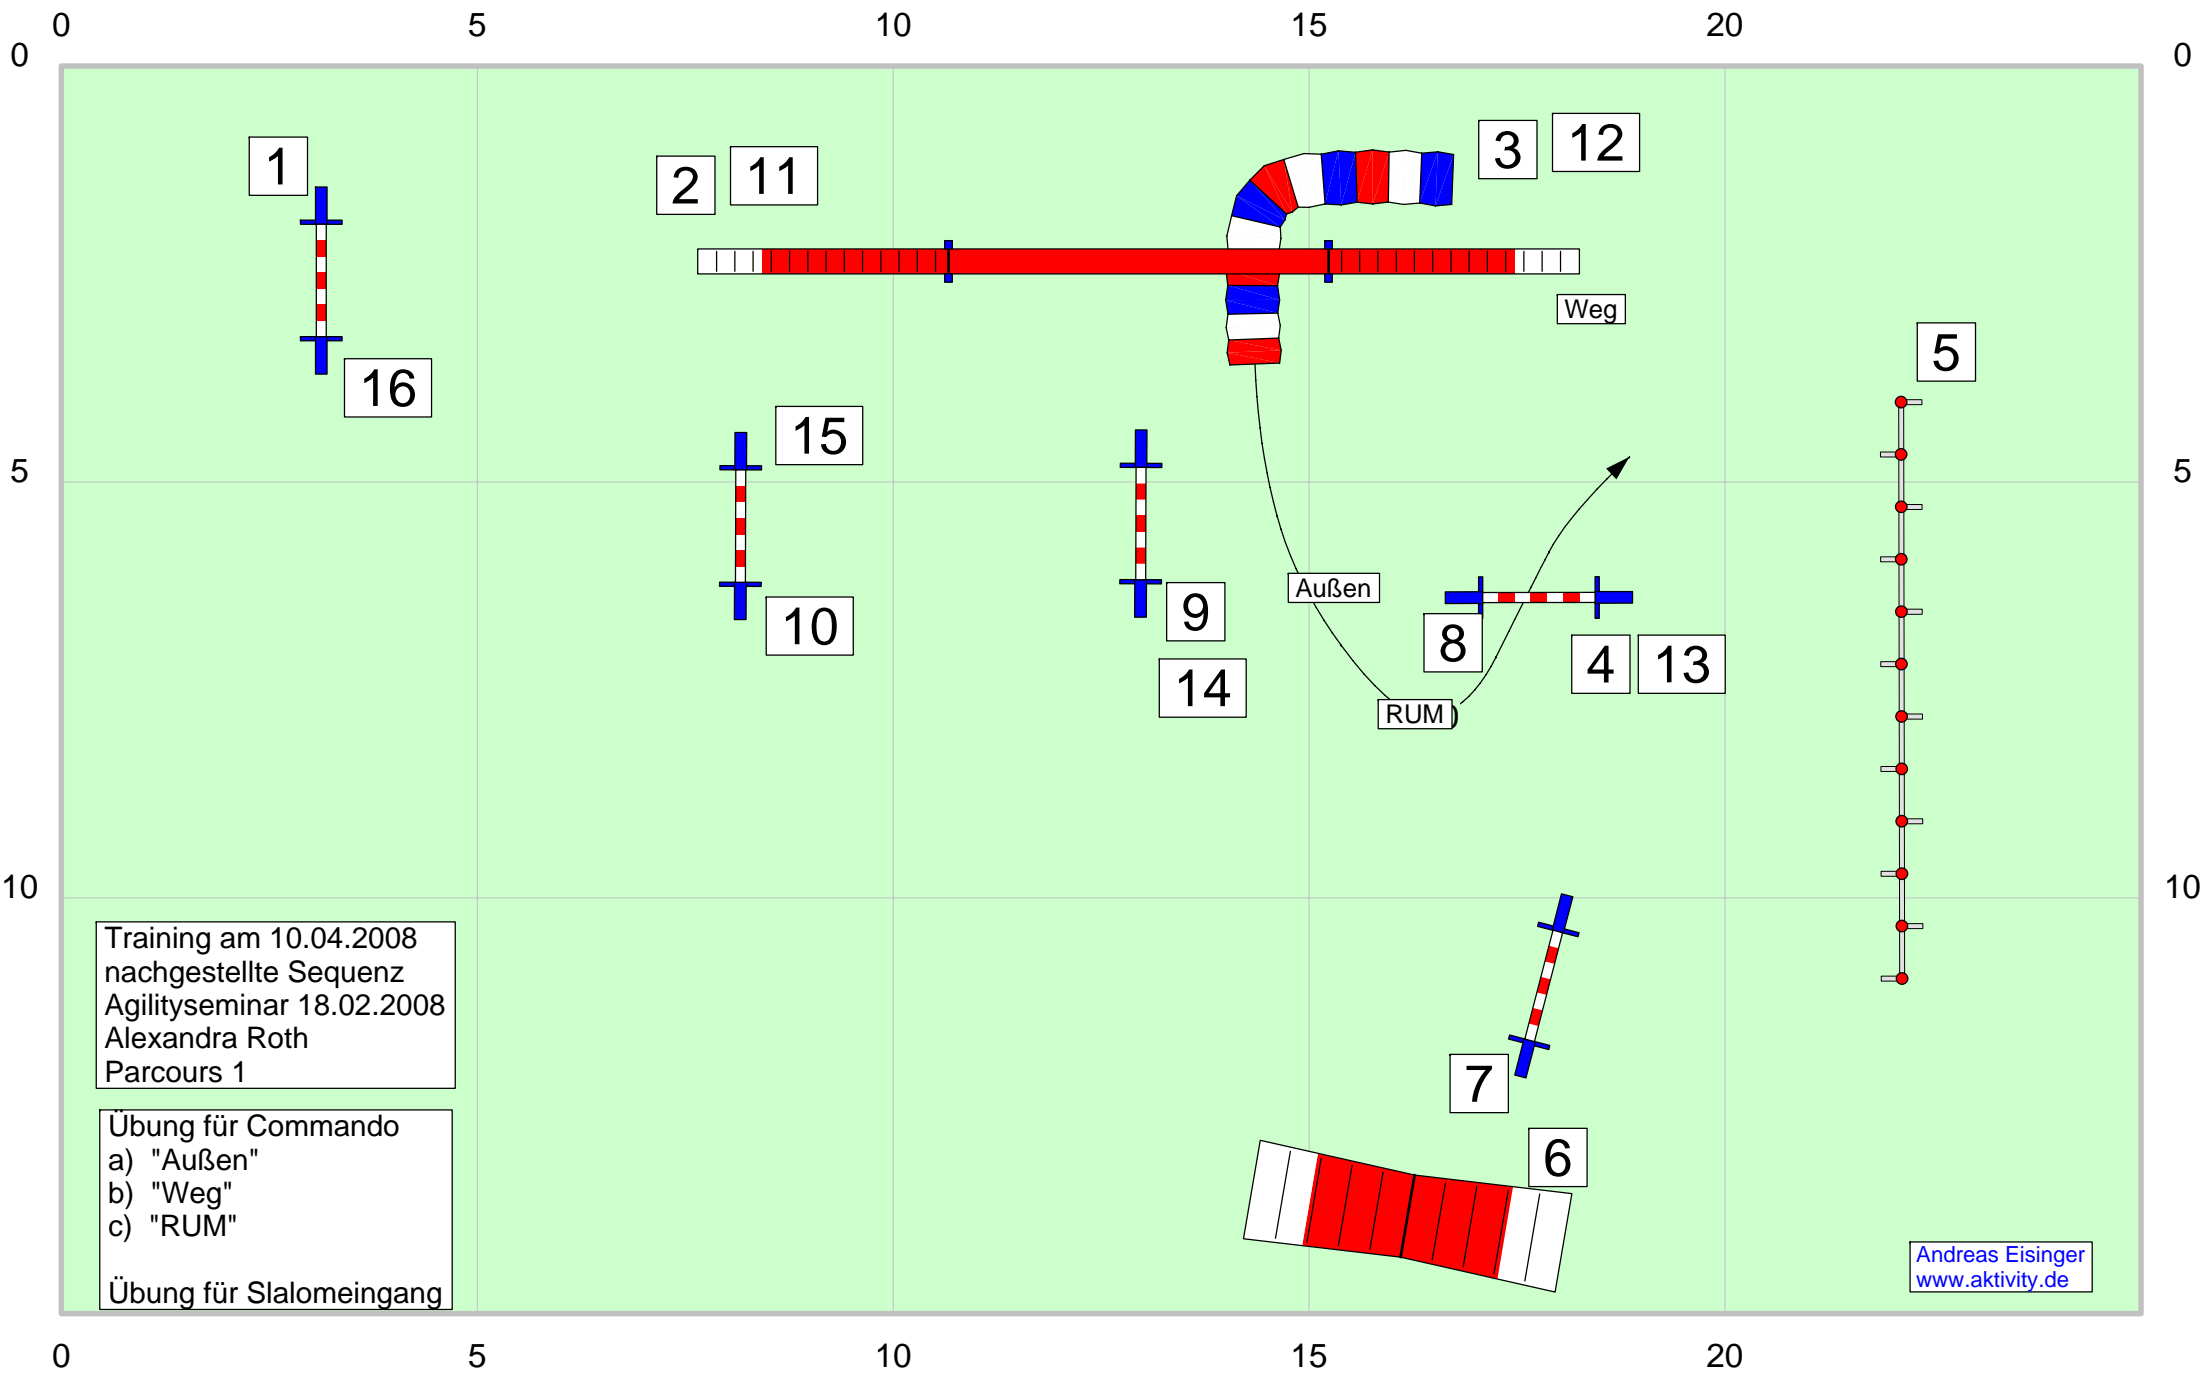 0 5 10 15 20
0 0
1
2 11
3 12
Weg
5
16
15
5 5
10
9
14
Außen
8
4 13
RUM
10 10
Training am 10.04.2008
nachgestellte Sequenz
Agilityseminar 18.02.2008
Alexandra Roth
Parcours 1
7
6
Übung für Commando
a) "Außen"
b) "Weg"
c) "RUM"
Übung für Slalomeingang
Andreas Eisinger
www.aktivity.de
0 5 10 15 20